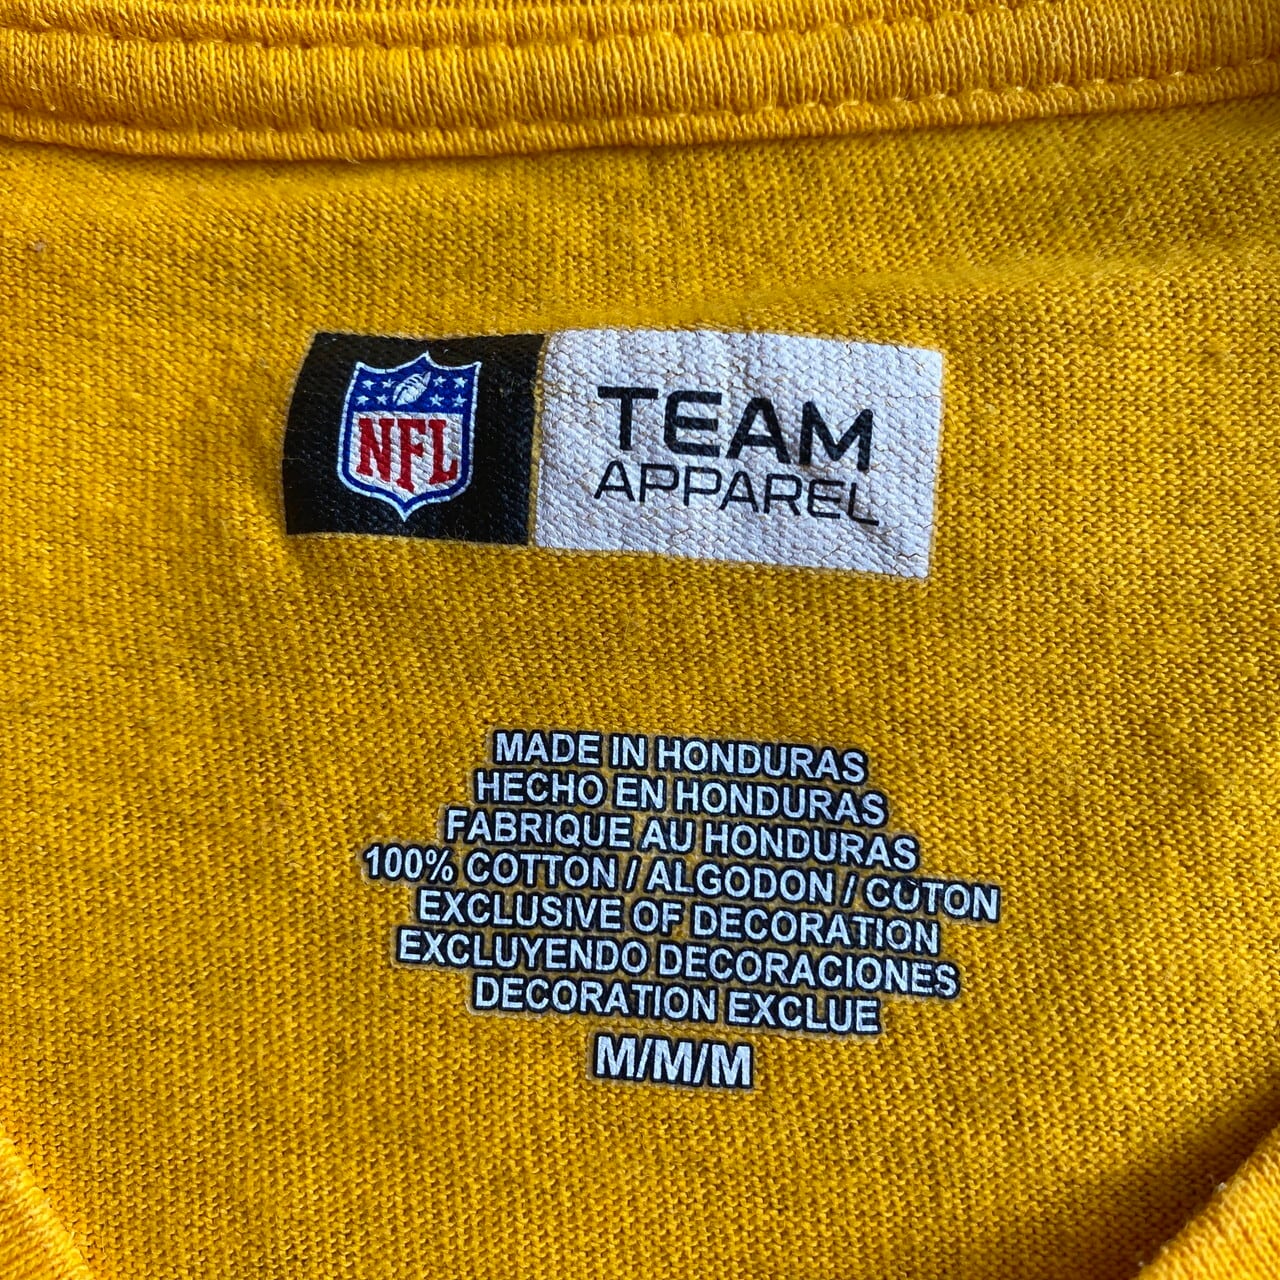 NFL
TEAM
APPAREL
MADE IN HONDURAS
HECHO EN HONDURAS
FABRIQUE AU HONDURAS
100% COTTON / ALGODON / COTON
EXCLUSIVE OF DECORATION
EXCLUYENDO DECORACIONES
DECORATION EXCLUE
M/M/M